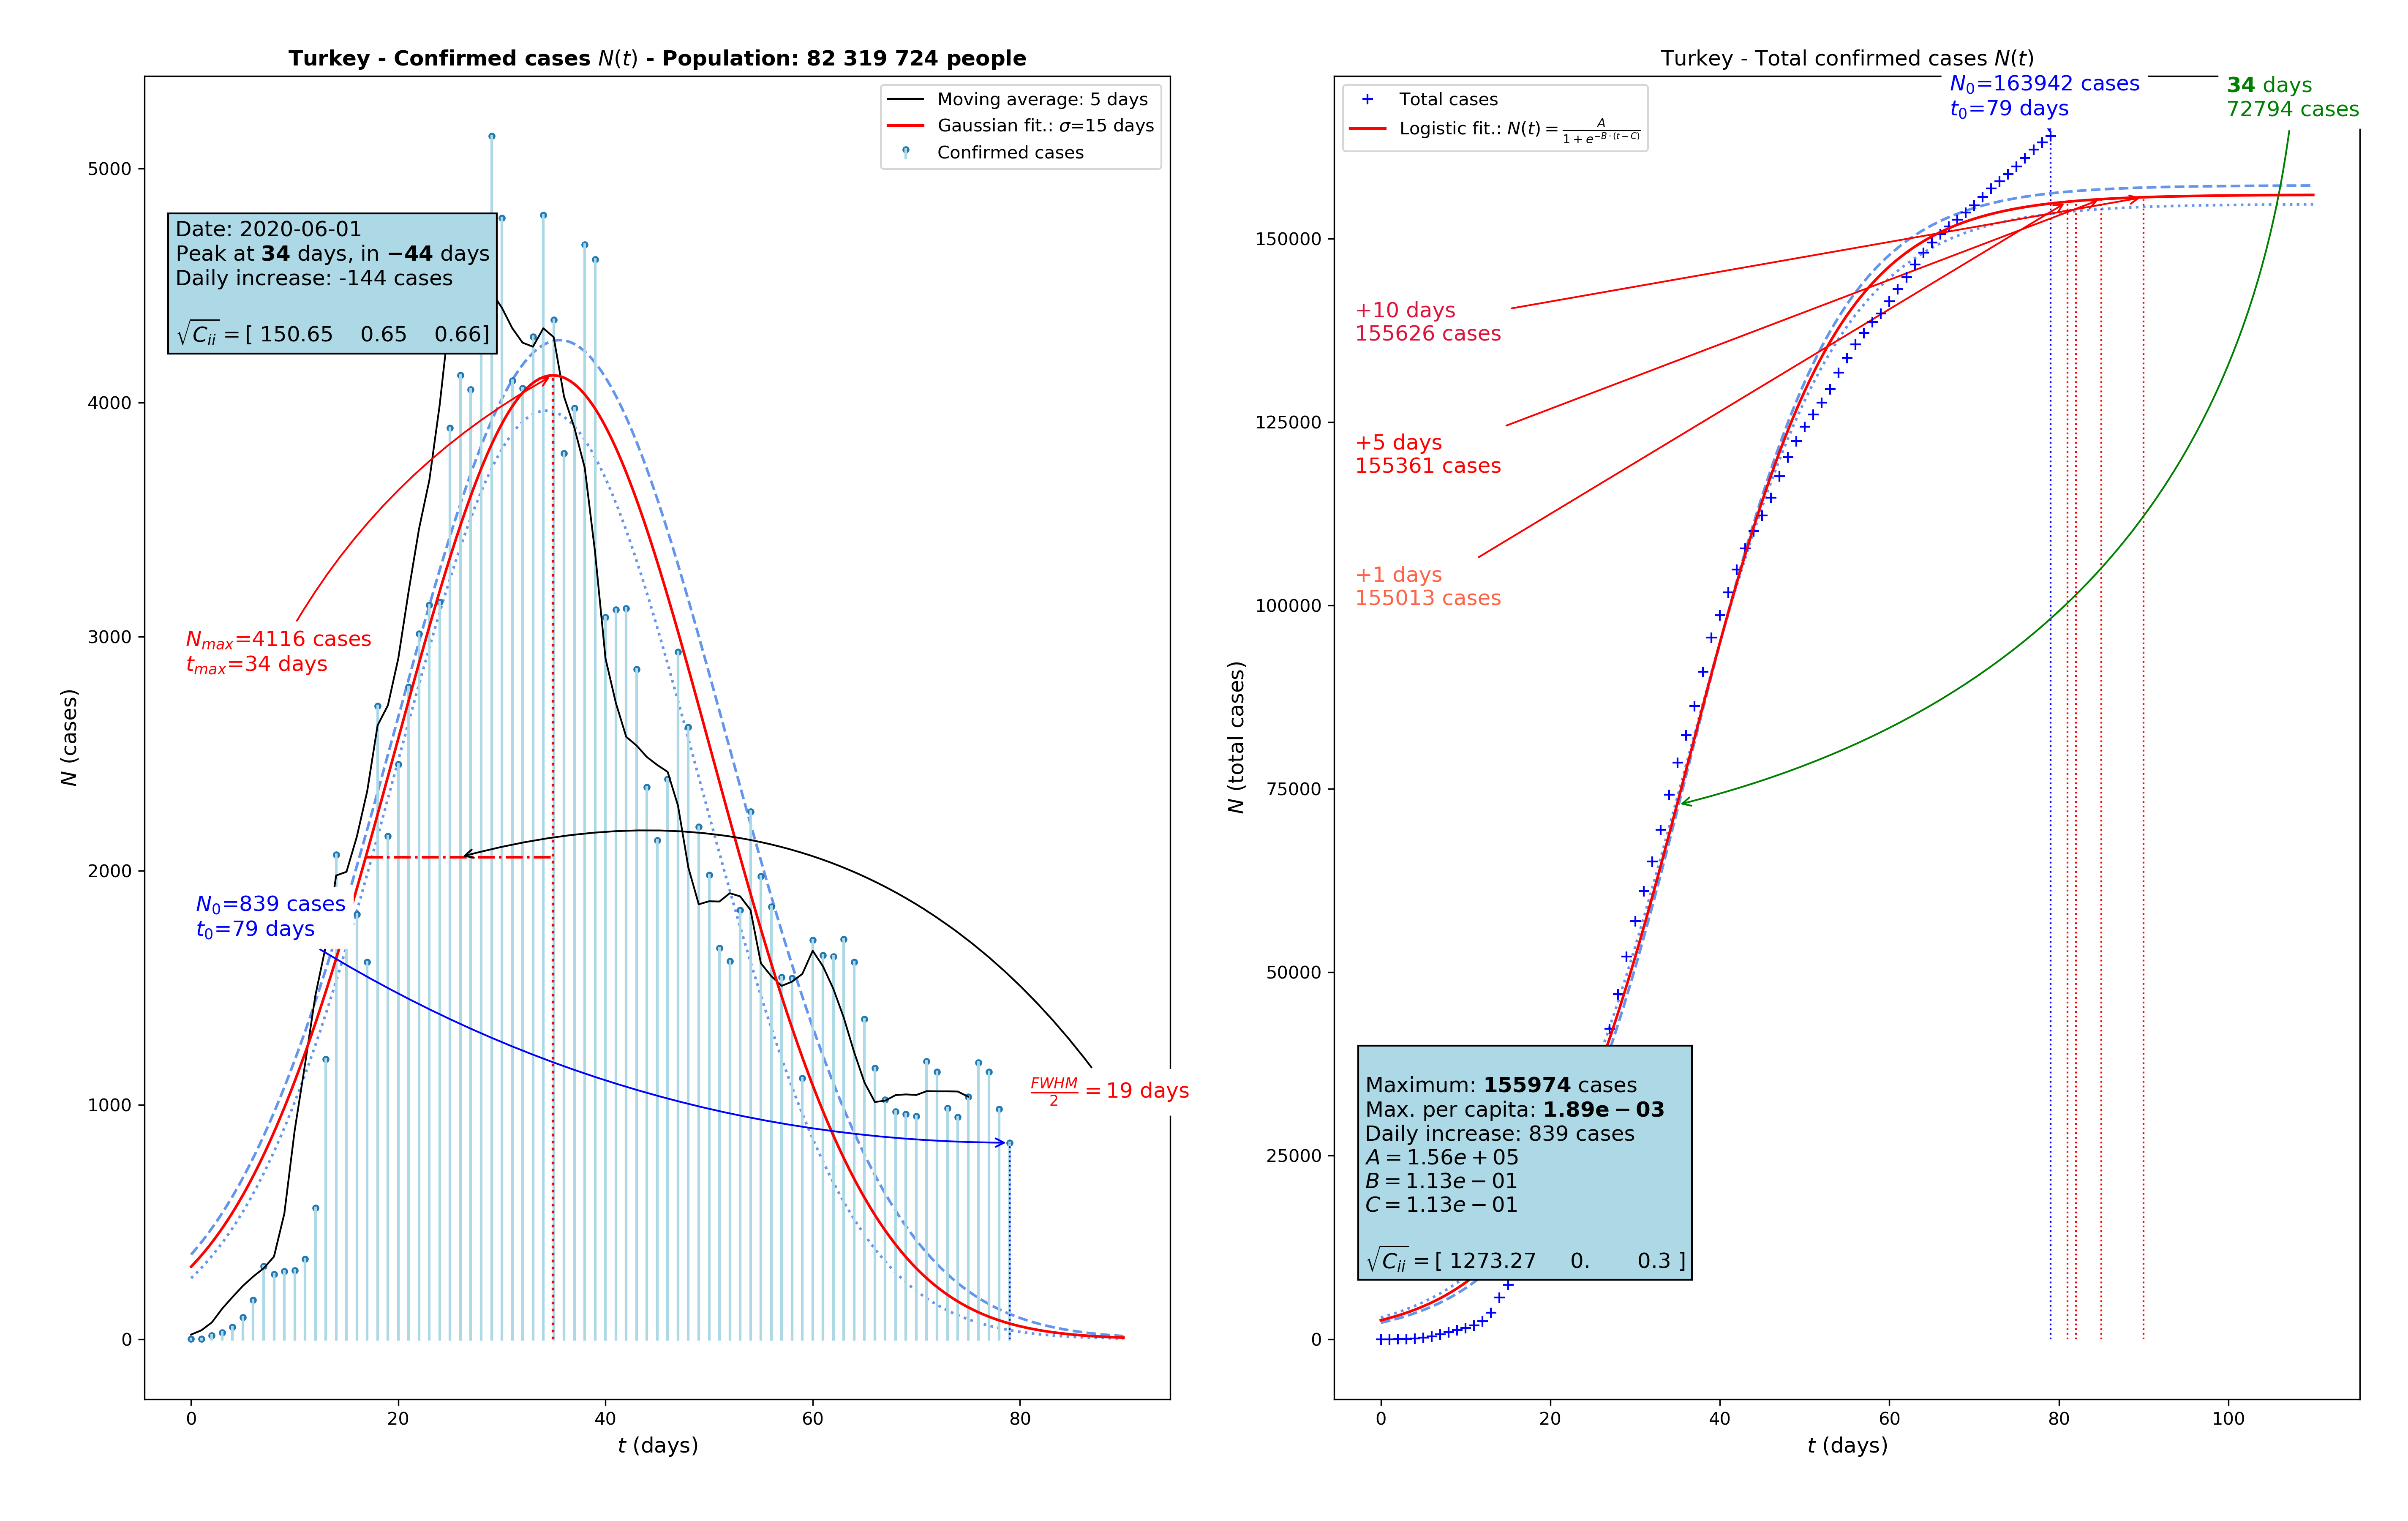 Turkey - Confirmed cases N(t) - Population: 82 319 724 people
Moving average: 5 days
Gaussian fit.: σ=15 days
Confirmed cases
Date: 2020-06-01
Peak at 34 days, in −44 days
Daily increase: -144 cases
√C_ii = [ 150.65 0.65 0.66]
N_max=4116 cases
t_max=34 days
N_0=839 cases
t_0=79 days
FWHM/2 = 19 days
5000
4000
3000
2000
1000
0
N (cases)
0 20 40 60 80
t (days)
Turkey - Total confirmed cases N(t)
Total cases
Logistic fit.: N(t) = A/(1 + e^{−B·(t−C)})
N_0=163942 cases
t_0=79 days
34 days
72794 cases
+10 days
155626 cases
+5 days
155361 cases
+1 days
155013 cases
Maximum: 155974 cases
Max. per capita: 1.89e − 03
Daily increase: 839 cases
A = 1.56e + 05
B = 1.13e − 01
C = 1.13e − 01
√C_ii = [ 1273.27 0. 0.3 ]
150000
125000
100000
75000
50000
25000
0
N (total cases)
0 20 40 60 80 100
t (days)